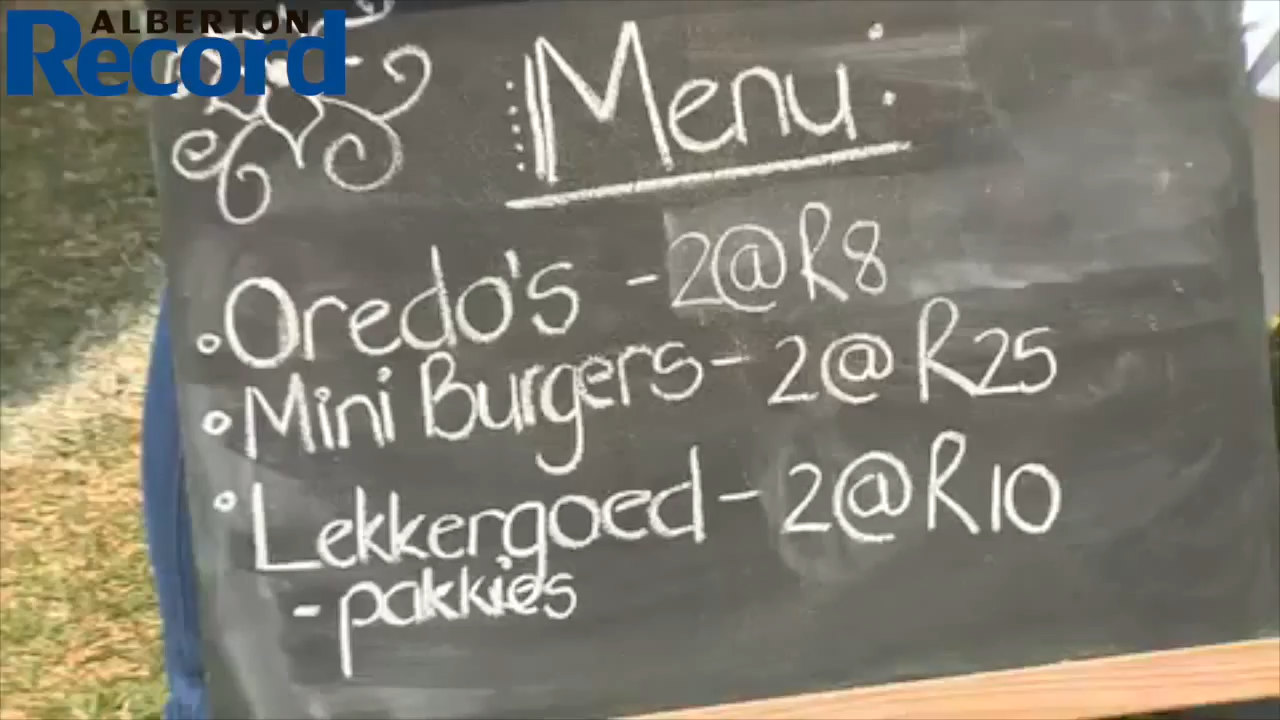 ALBERTON
Record
Menu
Oredo's - 2@R8
Mini Burgers - 2@R25
Lekkergoed - 2@R10
- pakkies